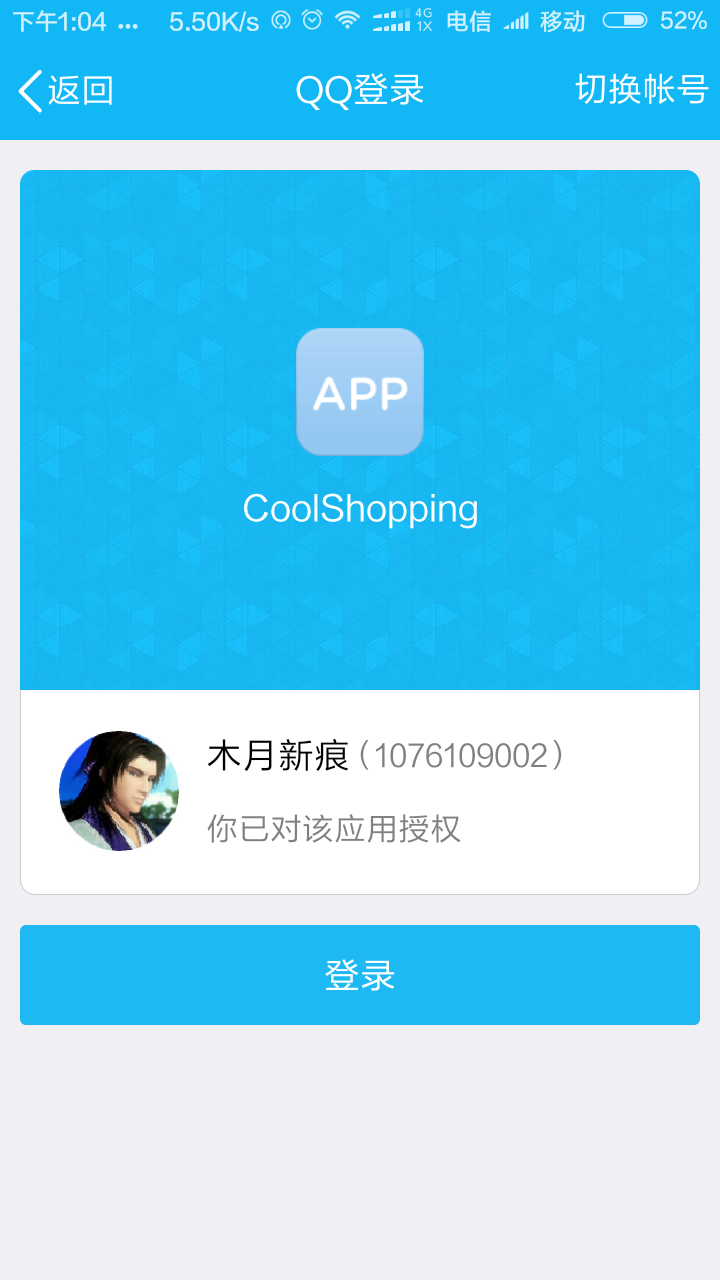 下午1:04 ... 5.50K/s 4G 1X 电信 移动 52%
返回 QQ登录 切换帐号
APP
CoolShopping
木月新痕(1076109002)
你已对该应用授权
登录